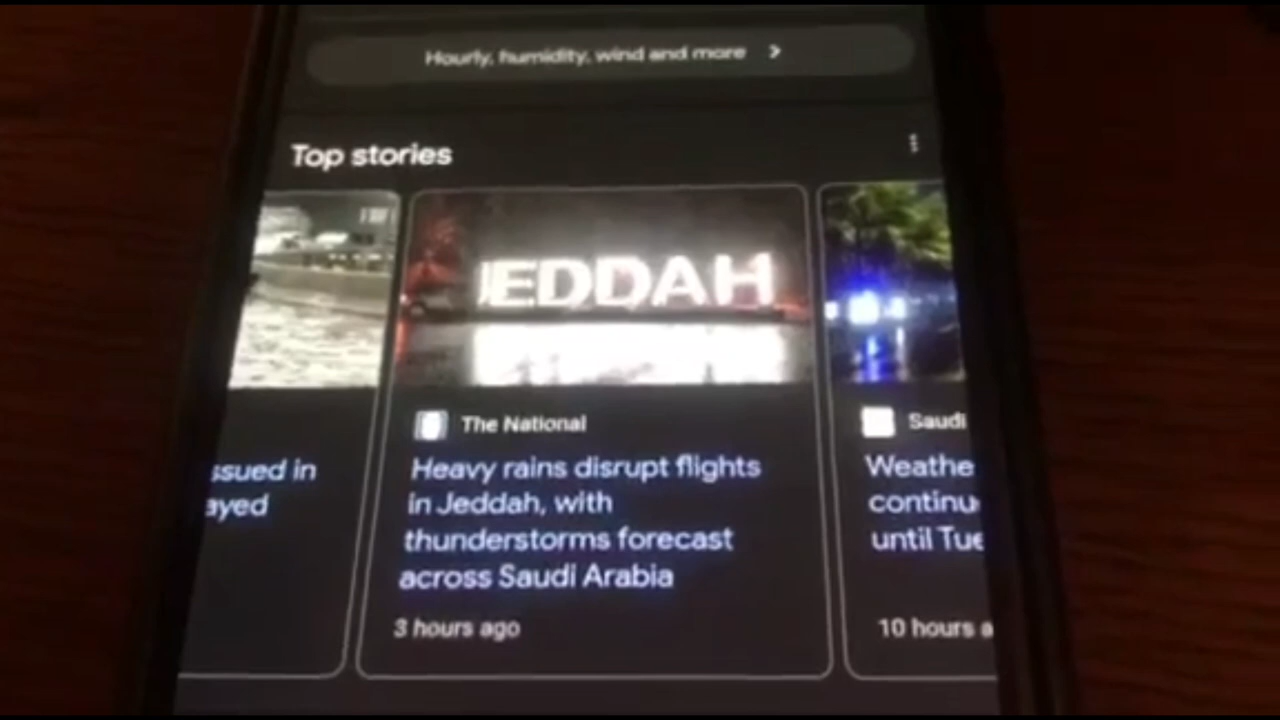 Hourly, humidity, wind and more
Top stories
JEDDAH
The National
Saudi
Heavy rains disrupt flights
in Jeddah, with
thunderstorms forecast
across Saudi Arabia
3 hours ago
ssued in
ayed
Weathe
continu
until Tue
10 hours a